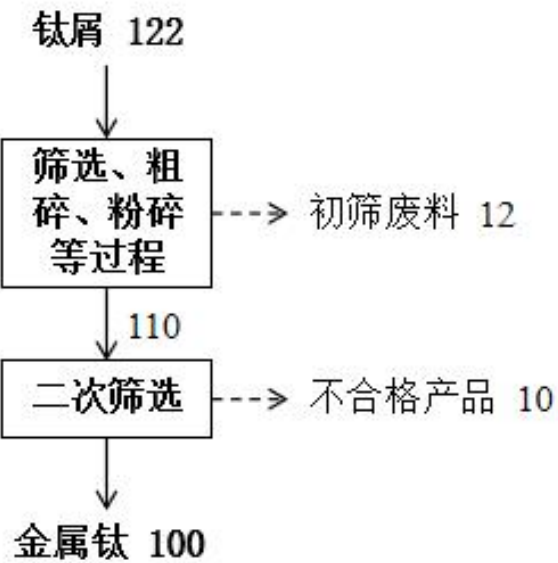 钛屑 122
筛选、粗
碎、粉碎
等过程
初筛废料 12
110
二次筛选
不合格产品 10
金属钛 100